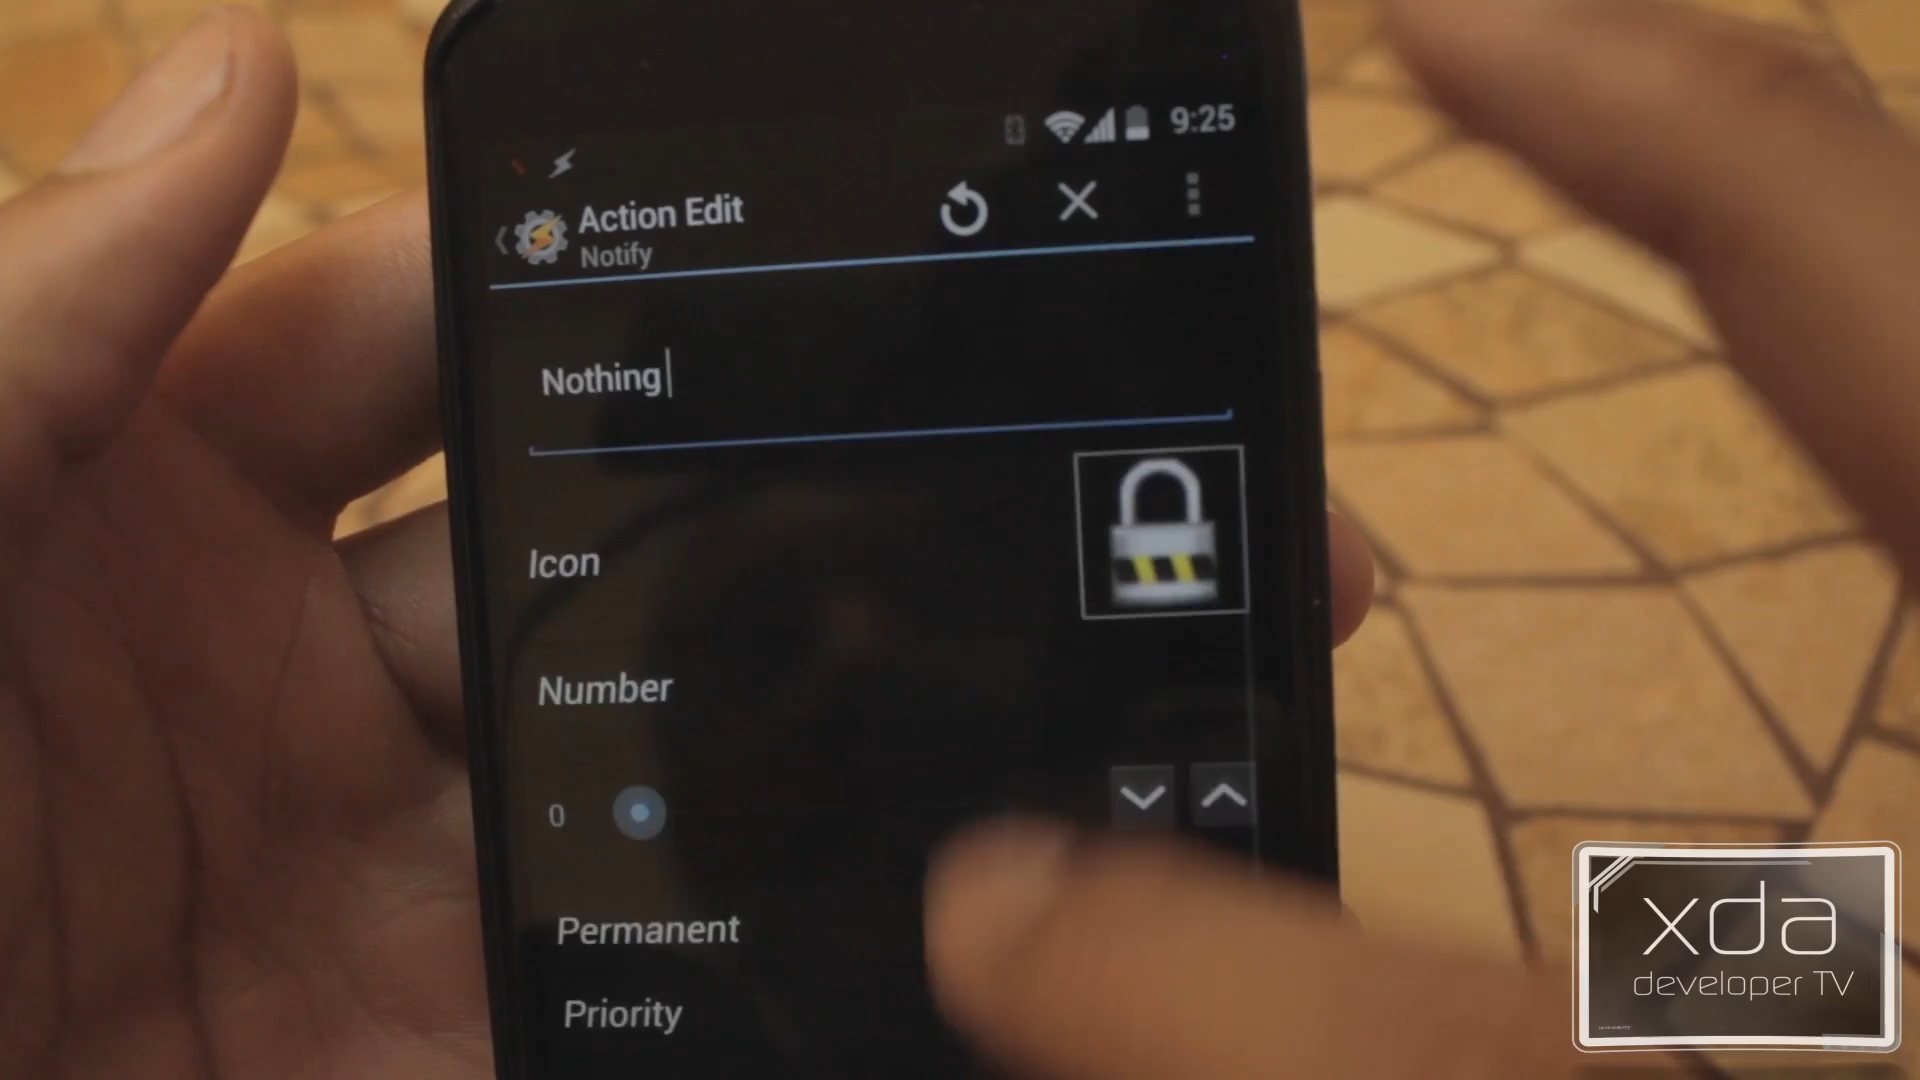 9:25
Action Edit
Notify
Nothing
Icon
Number
0
Permanent
Priority
xda
developer TV